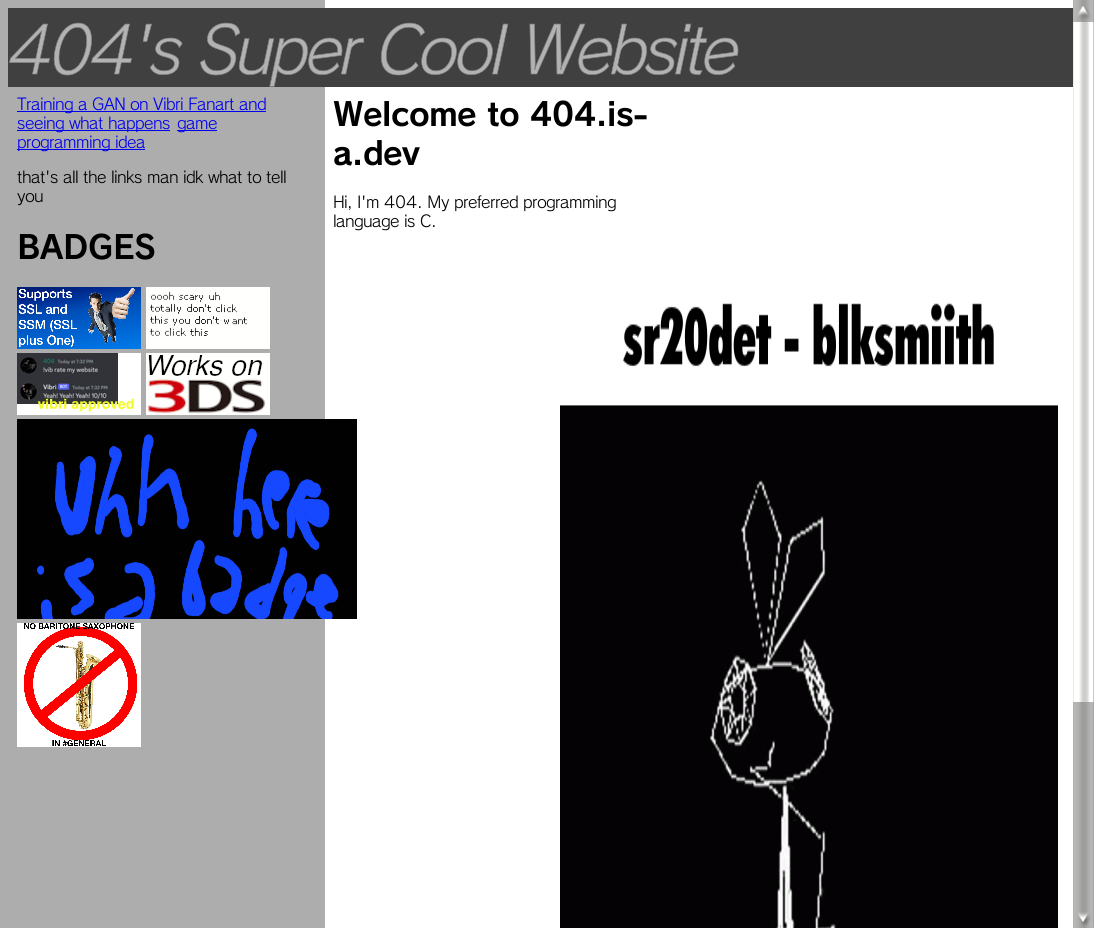 404's Super Cool Website
Training a GAN on Vibri Fanart and
seeing what happens game
programming idea
that's all the links man idk what to tell
you
BADGES
Supports
SSL and
SSM (SSL
plus One)
oooh scary uh
totally don't click
this you don't want
to click this
404 Today at 7:32 PM
!vib rate my website
Vibri BOT Today at 7:32 PM
Yeah! Yeah! Yeah! 10/10
vibri approved
Works on
3DS
Uhh here
is a badge
NO BARITONE SAXOPHONE
IN #GENERAL
Welcome to 404.is-
a.dev
Hi, I'm 404. My preferred programming
language is C.
sr20det - blksmiith